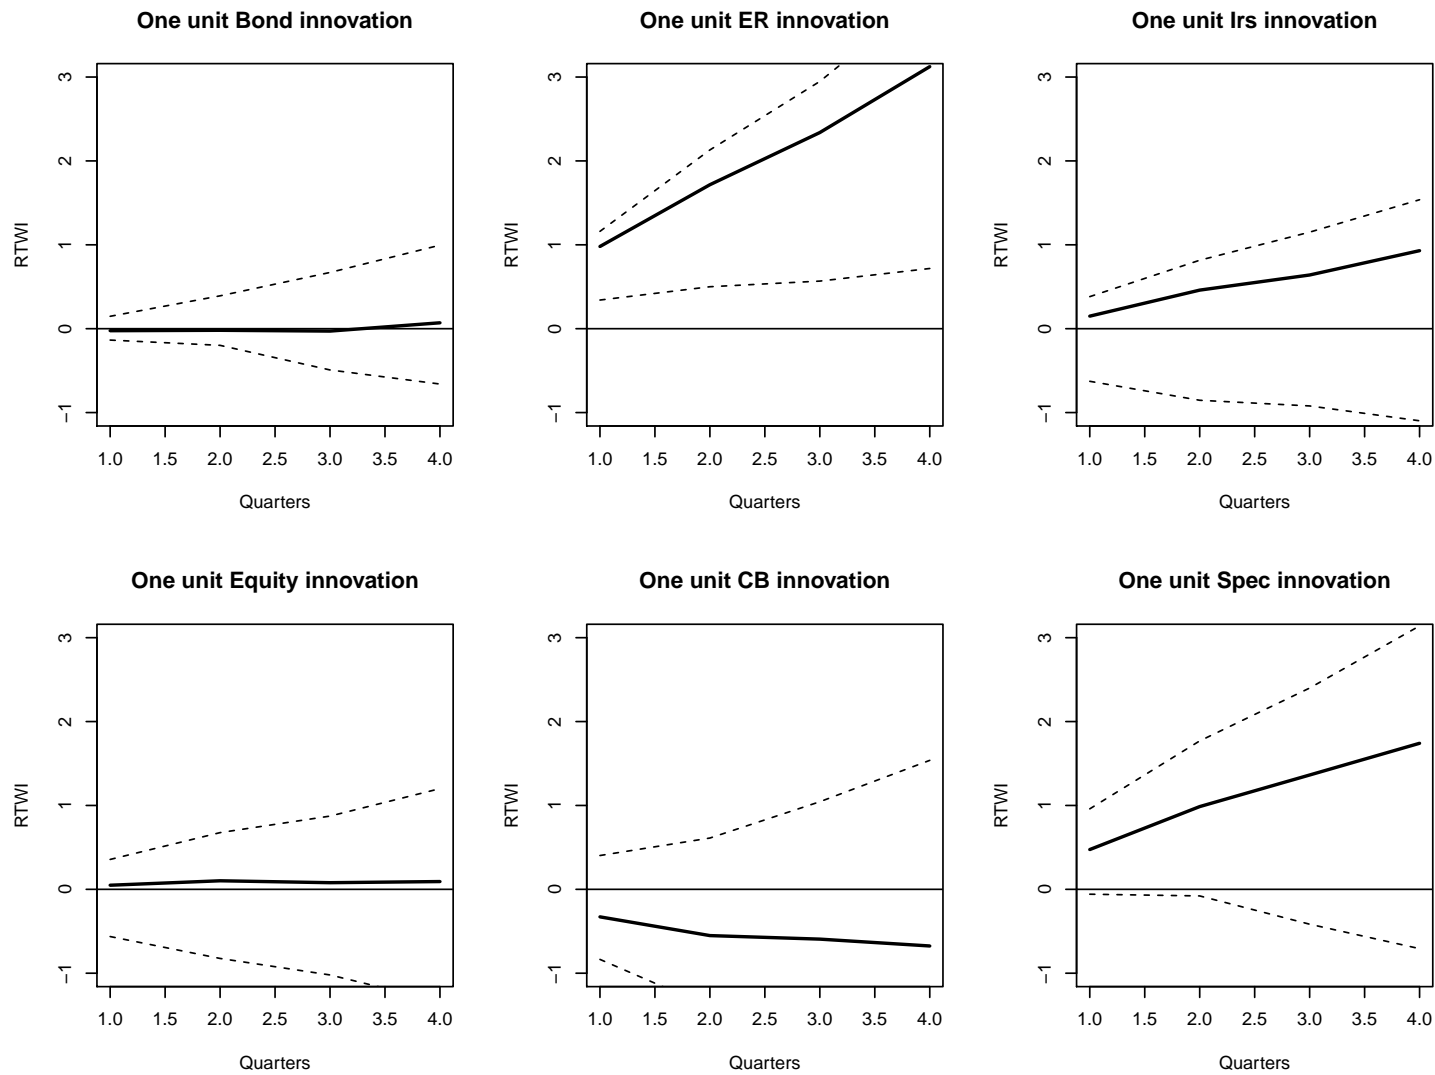 One unit Bond innovation
RTWI
3
2
1
0
−1
1.0 1.5 2.0 2.5 3.0 3.5 4.0
Quarters
One unit ER innovation
RTWI
3
2
1
0
−1
1.0 1.5 2.0 2.5 3.0 3.5 4.0
Quarters
One unit Irs innovation
RTWI
3
2
1
0
−1
1.0 1.5 2.0 2.5 3.0 3.5 4.0
Quarters
One unit Equity innovation
RTWI
3
2
1
0
−1
1.0 1.5 2.0 2.5 3.0 3.5 4.0
Quarters
One unit CB innovation
RTWI
3
2
1
0
−1
1.0 1.5 2.0 2.5 3.0 3.5 4.0
Quarters
One unit Spec innovation
RTWI
3
2
1
0
−1
1.0 1.5 2.0 2.5 3.0 3.5 4.0
Quarters